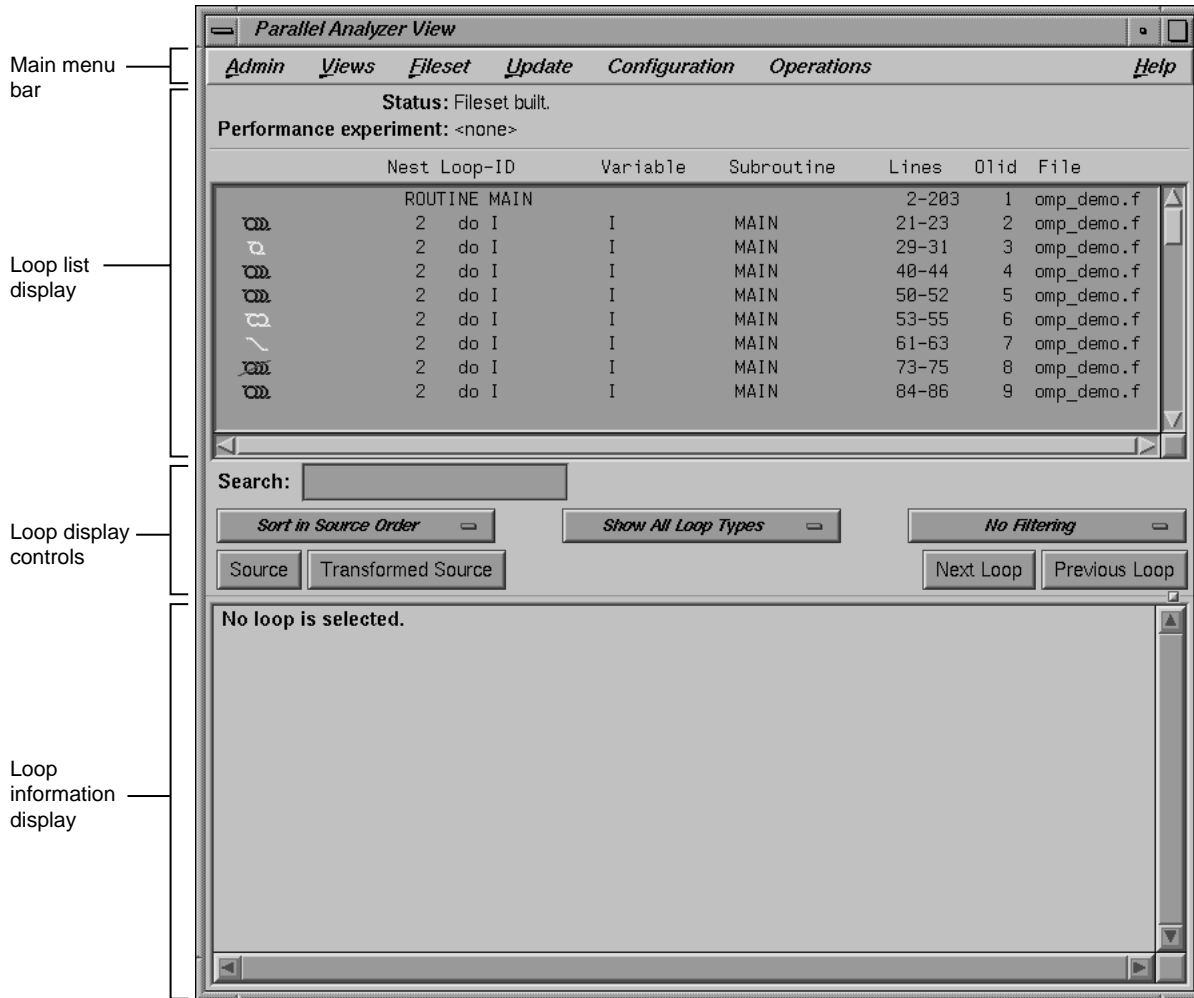 Parallel Analyzer View
Main menu bar
Admin Views Fileset Update Configuration Operations Help
Status: Fileset built.
Performance experiment: <none>
Nest Loop-ID Variable Subroutine Lines Olid File
ROUTINE MAIN 2-203 1 omp_demo.f
2 do I I MAIN 21-23 2 omp_demo.f
2 do I I MAIN 29-31 3 omp_demo.f
Loop list display
2 do I I MAIN 40-44 4 omp_demo.f
2 do I I MAIN 50-52 5 omp_demo.f
2 do I I MAIN 53-55 6 omp_demo.f
2 do I I MAIN 61-63 7 omp_demo.f
2 do I I MAIN 73-75 8 omp_demo.f
2 do I I MAIN 84-86 9 omp_demo.f
Search:
Loop display controls
Sort in Source Order Show All Loop Types No Filtering
Source Transformed Source Next Loop Previous Loop
No loop is selected.
Loop information display